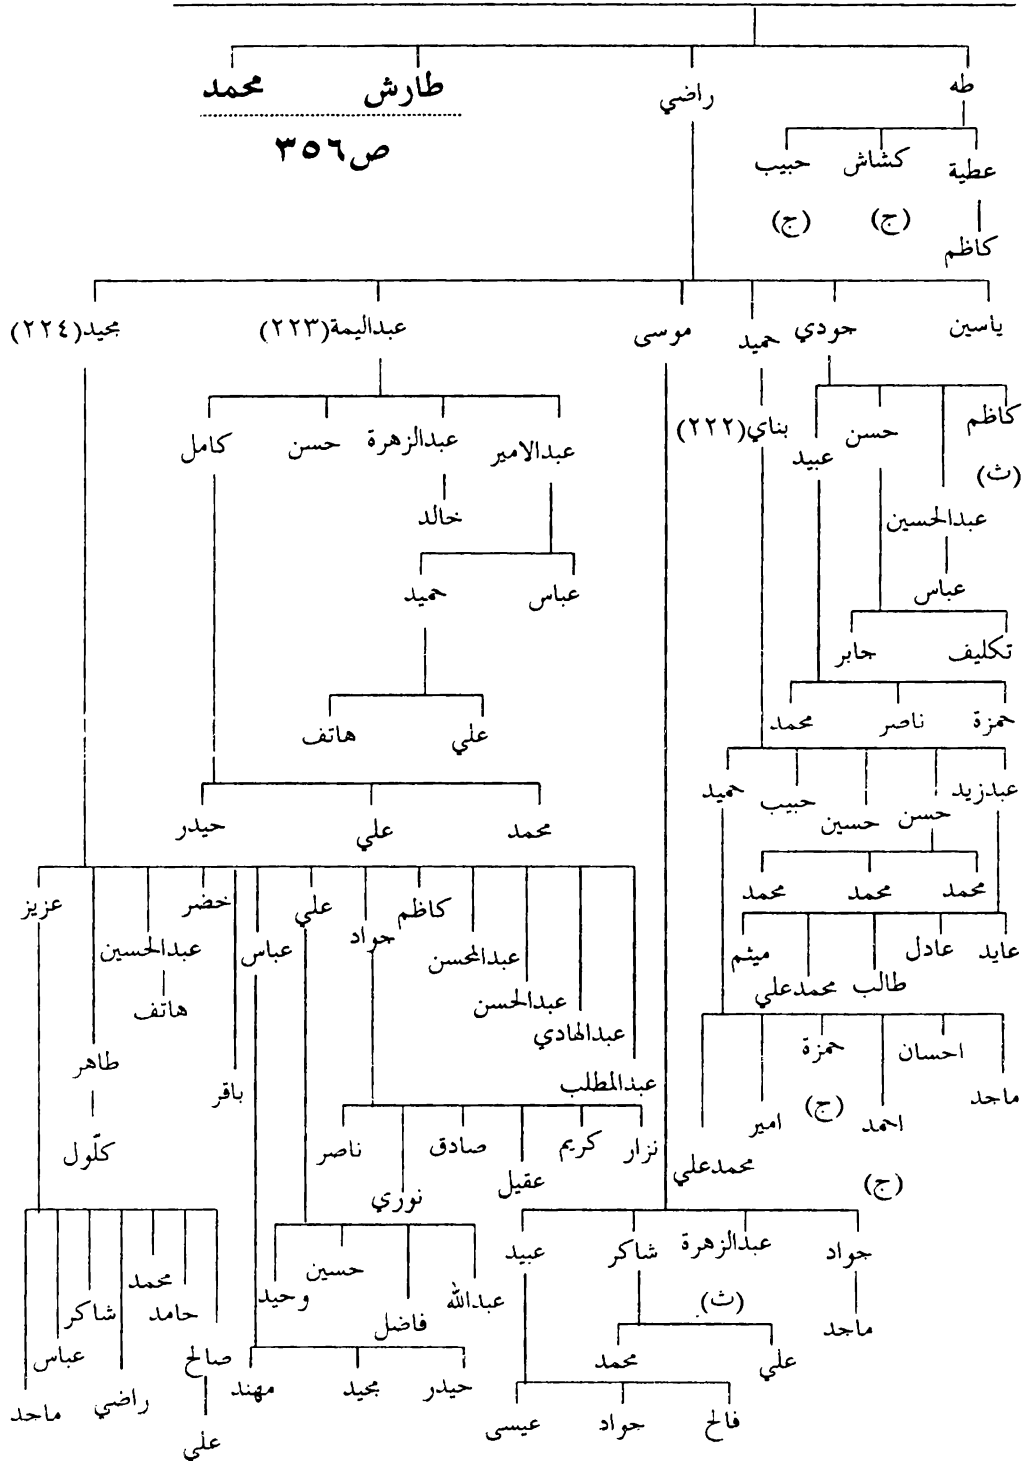 طه راضي طارش محمد
ص٣٥٦
عطية كشاش حبيب
(ج) (ج)
كاظم
ياسين جودي حميد موسى عبداليمة(٢٢٣) مجيد(٢٢٤)
كاظم حسن عبيد بناي(٢٢٢) عبدالامير عبدالزهرة حسن كامل
(ث)
عبدالحسين خالد
عباس عباس حميد
تكليف جابر
حمزة ناصر محمد علي هاتف
عبدزيد حسن حسين حبيب حميد
محمد علي حيدر
محمد محمد محمد
عبدالمطلب عبدالهادي عبدالحسن عبدالمحسن كاظم جواد علي عباس باقر خضر عبدالحسين طاهر عزيز
عايد عادل طالب محمدعلي ميثم
هاتف
ماجد احسان احمد حمزة امير محمدعلي
(ج)
(ج)
كلّول
نزار كريم عقيل صادق نوري ناصر
جواد عبدالزهرة شاكر عبيد
(ث)
عبدالله فاضل حسين وحيد
صالح حامد محمد راضي شاكر عباس ماجد
ماجد
علي محمد
حيدر مجيد مهند
فالح جواد عيسى
علي